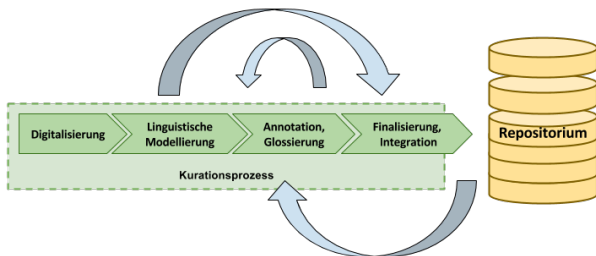 Digitalisierung
Linguistische
Modellierung
Annotation,
Glossierung
Finalisierung,
Integration
Repositorium
Kurationsprozess